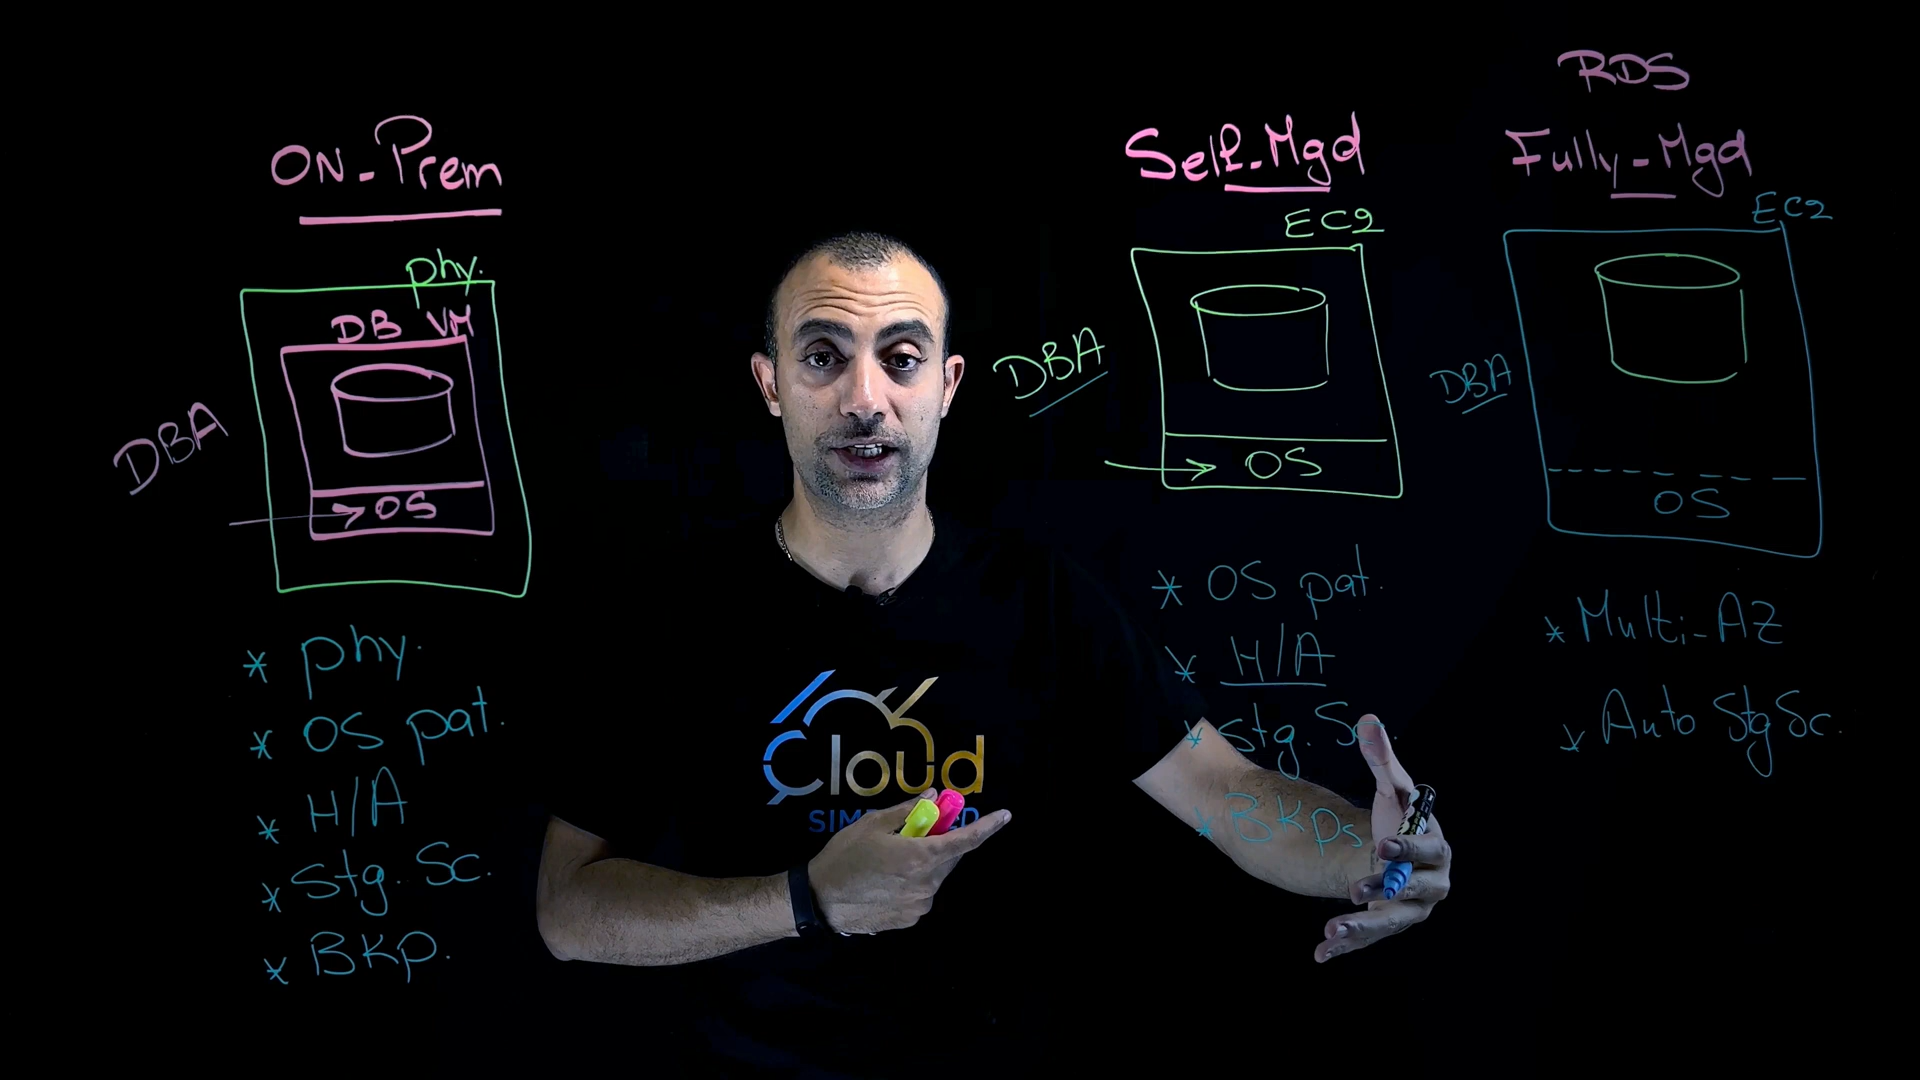 ON-Prem
phy.
DB VM
DBA
OS
* phy.
* OS pat.
* H/A
* Stg. Sc.
* BKP.
Cloud
Self-Mgd
EC2
DBA
OS
* OS pat.
* H/A
* Stg. Sc.
* BKPs
RDS
Fully-Mgd
EC2
DBA
OS
* Multi-AZ
* Auto Stg Sc.